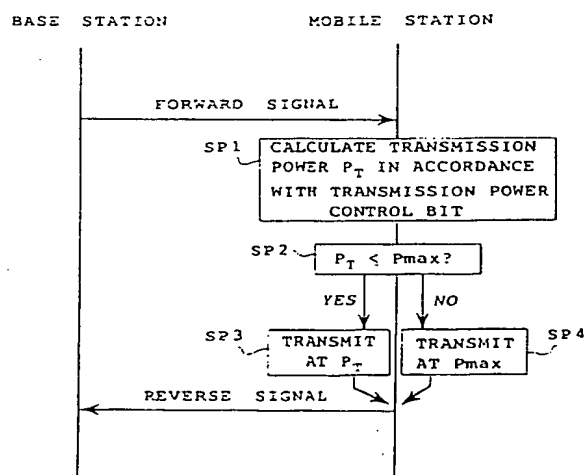 BASE STATION
MOBILE STATION
FORWARD SIGNAL
SP1
CALCULATE TRANSMISSION
POWER PT IN ACCORDANCE
WITH TRANSMISSION POWER
CONTROL BIT
SP2
PT < Pmax?
YES
NO
SP3
TRANSMIT
AT PT
TRANSMIT
AT Pmax
SP4
REVERSE SIGNAL